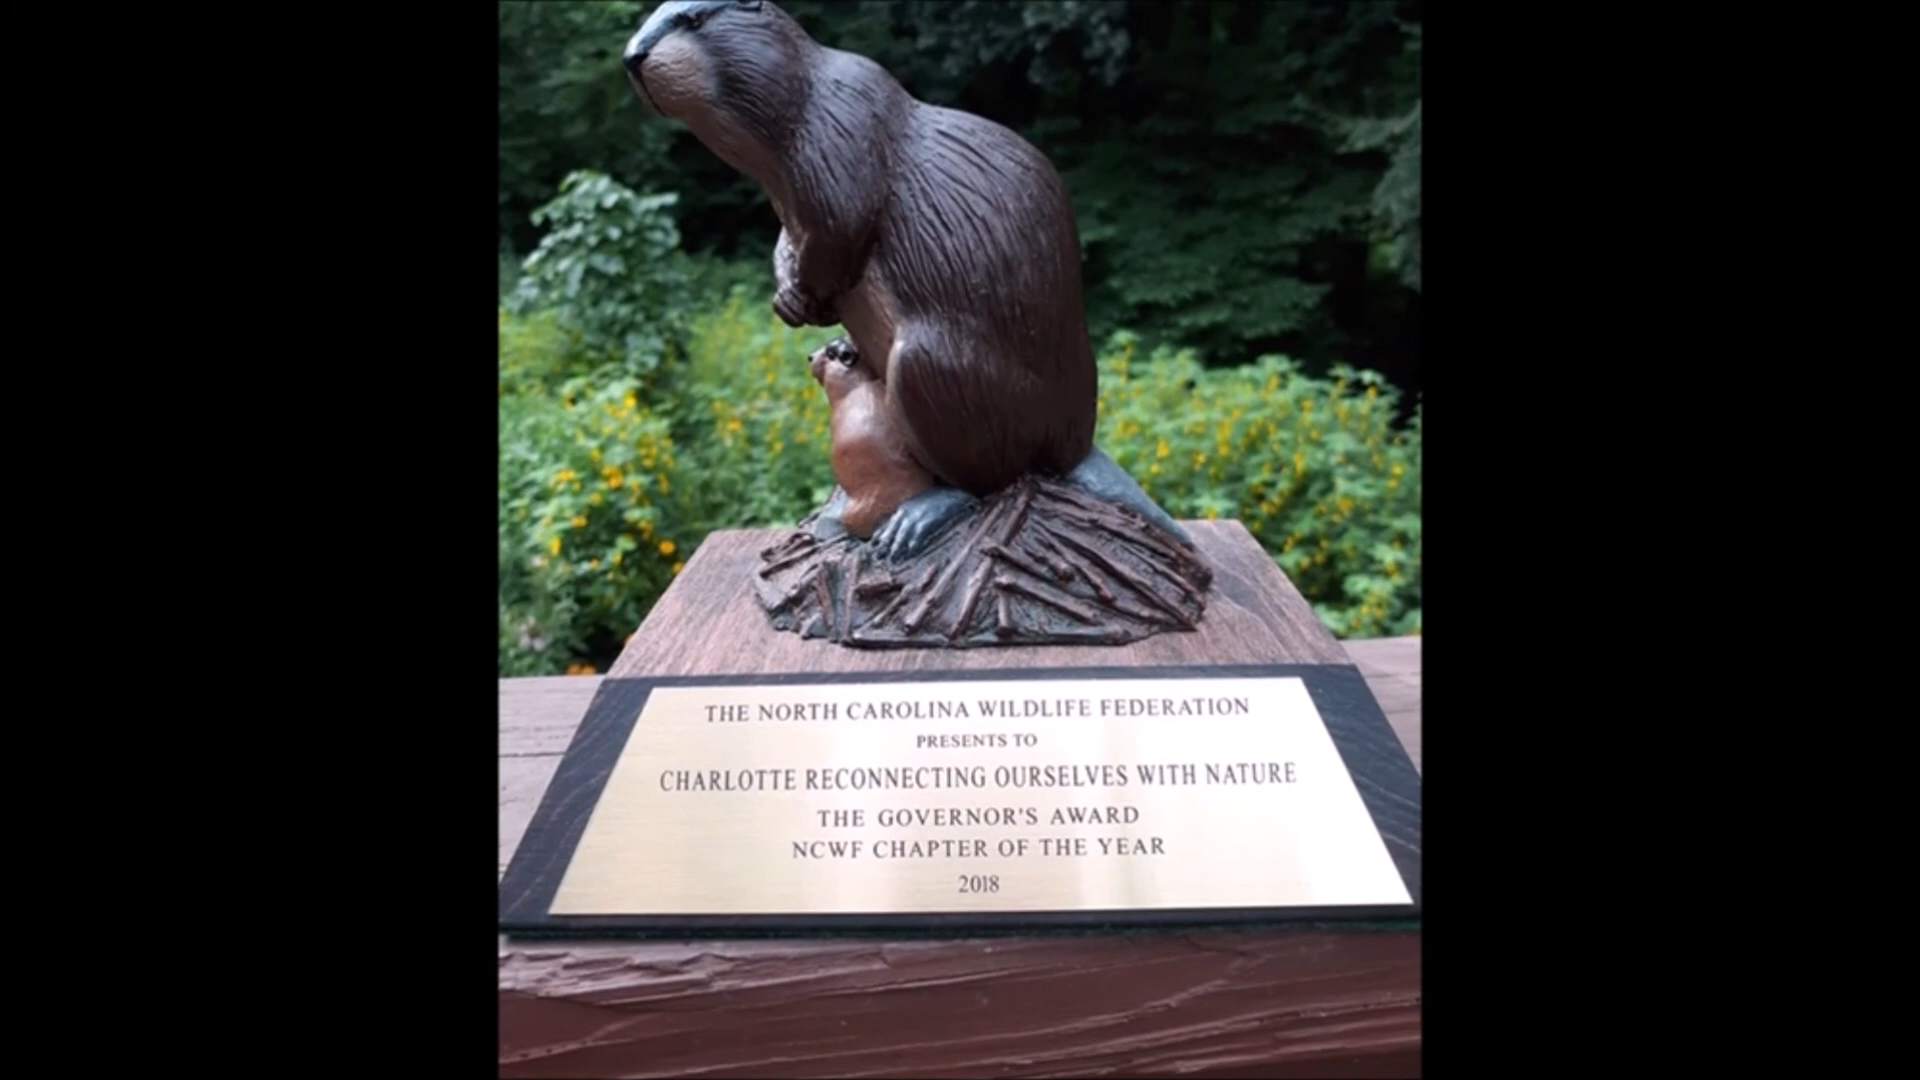 THE NORTH CAROLINA WILDLIFE FEDERATION
PRESENTS TO
CHARLOTTE RECONNECTING OURSELVES WITH NATURE
THE GOVERNOR'S AWARD
NCWF CHAPTER OF THE YEAR
2018